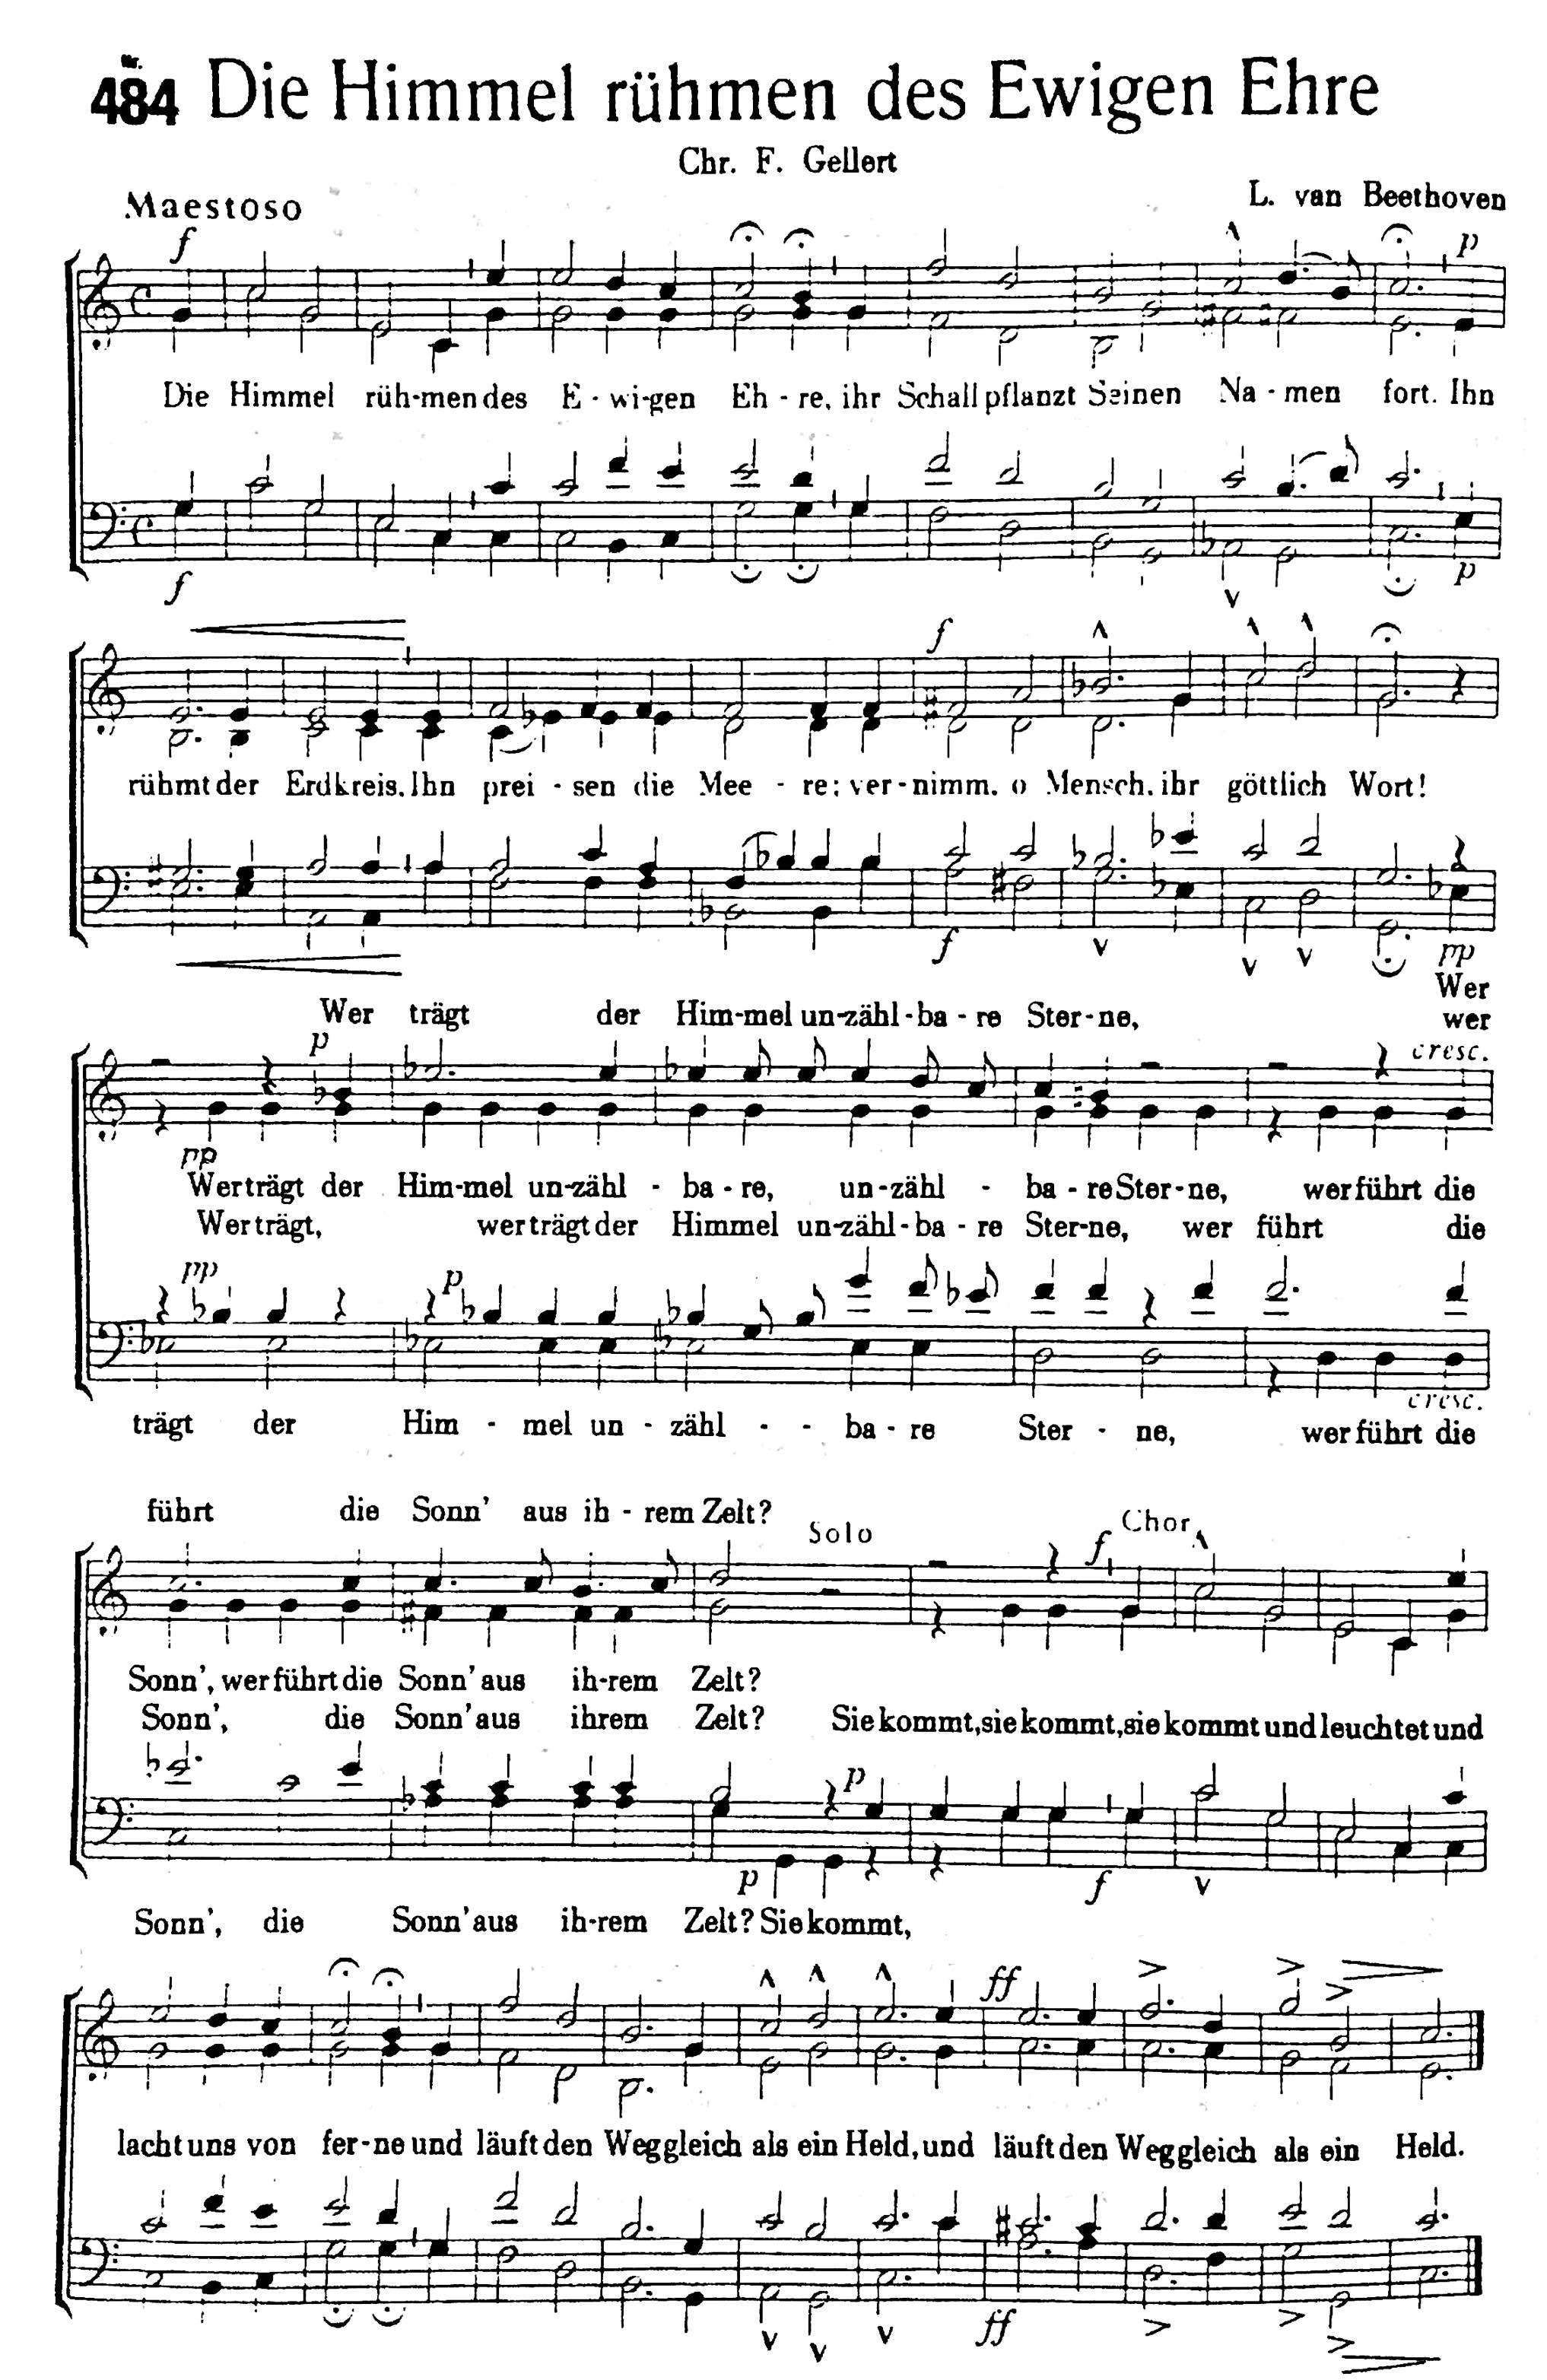 Nr.
484 Die Himmel rühmen des Ewigen Ehre
Chr. F. Gellert
L. van Beethoven
Maestoso
f
p
Die Himmel rüh-men des E-wi-gen Eh-re, ihr Schall pflanzt Seinen Na-men fort. Ihn
f
p
f
rühmt der Erdkreis, Ihn prei-sen die Mee-re; ver-nimm, o Mensch, ihr göttlich Wort!
f
pp
Wer
Wer trägt der Him-mel un-zähl-ba-re Ster-ne, wer
p
cresc.
pp
Wer trägt der Him-mel un-zähl-ba-re, un-zähl-ba-re Ster-ne, wer führt die
Wer trägt, wer trägt der Himmel un-zähl-ba-re Ster-ne, wer führt die
pp
p
cresc.
trägt der Him-mel un-zähl--ba-re Ster-ne, wer führt die
führt die Sonn' aus ih-rem Zelt?
Solo
f
Chor
Sonn', wer führt die Sonn' aus ih-rem Zelt?
Sonn', die Sonn' aus ihrem Zelt? Sie kommt, sie kommt, sie kommt und leuchtet und
p
p
f
Sonn', die Sonn' aus ih-rem Zelt? Sie kommt,
ff
lacht uns von fer-ne und läuft den Weg gleich als ein Held, und läuft den Weg gleich als ein Held.
ff